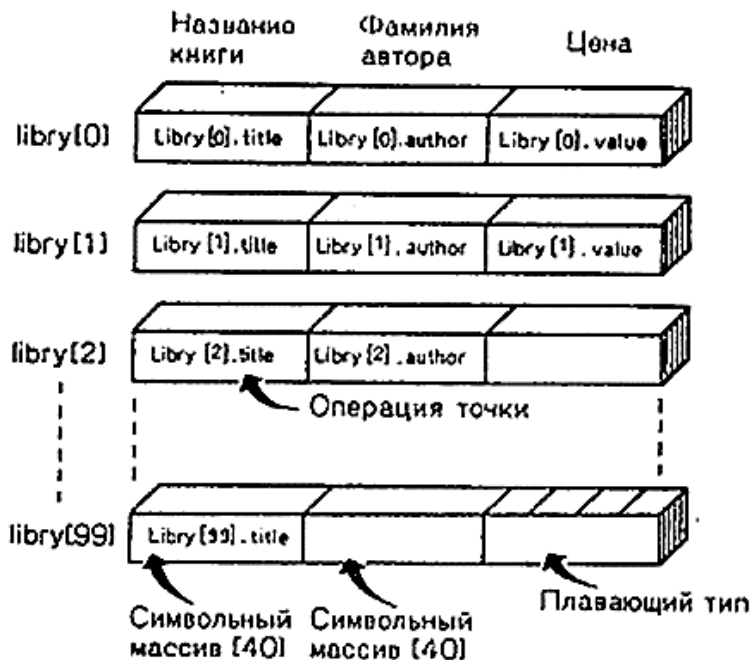 Название книги
Фамилия автора
Цена
libry[0]
Libry[0].title
Libry[0].author
Libry[0].value
libry[1]
Libry[1].title
Libry[1].author
Libry[1].value
libry[2]
Libry[2].title
Libry[2].author
Операция точки
libry[99]
Libry[99].title
Символьный массив [40]
Символьный массив [40]
Плавающий тип